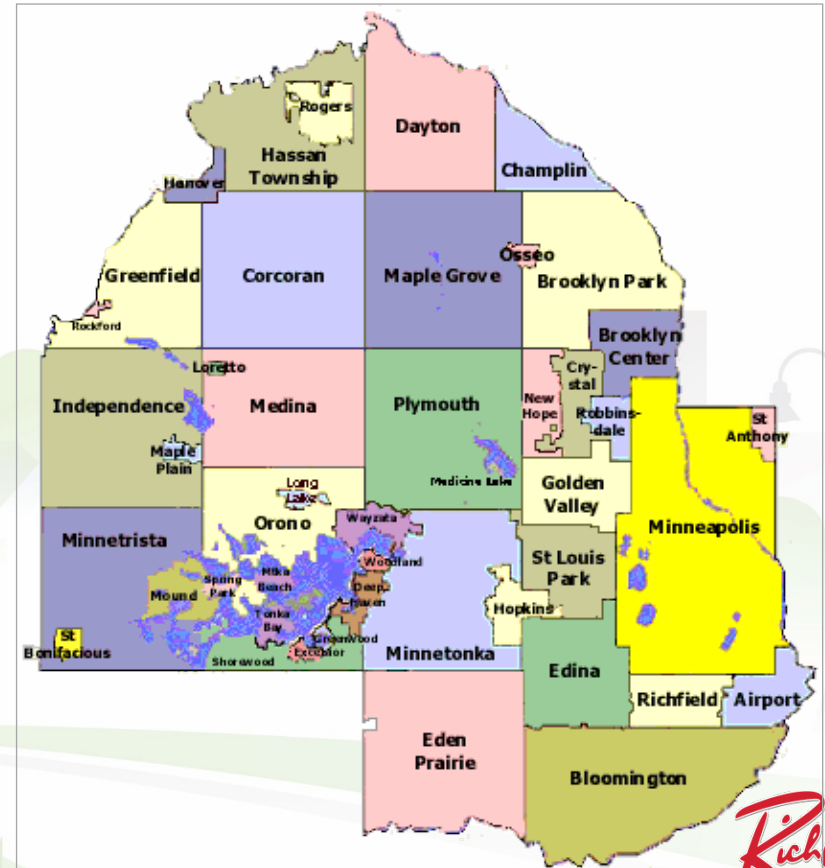 Rogers
Dayton
Hassan
Township
Champlin
Hanover
Greenfield
Corcoran
Maple Grove
Osseo
Brooklyn Park
Rockford
Brooklyn
Center
Loretto
Independence
Medina
Plymouth
New
Hope
Cry-
stal
Robbins-
dale
St
Anthony
Maple
Plain
Medicine Lake
Golden
Valley
Long
Lake
Orono
Wayzata
Minneapolis
Minnetrista
Woodland
St Louis
Park
Mound
Spring
Park
Mtka
Beach
Deep
Haven
Hopkins
Tonka
Bay
Greenwood
St
Bonifacious
Shorewood
Excelsior
Minnetonka
Edina
Richfield
Airport
Eden
Prairie
Bloomington
Rich